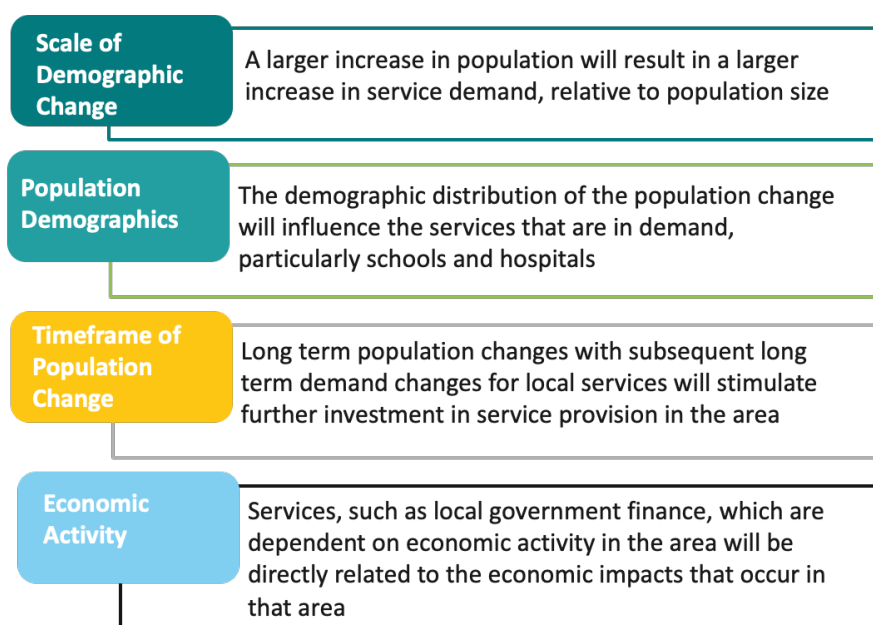 Scale of
Demographic
Change
A larger increase in population will result in a larger
increase in service demand, relative to population size
Population
Demographics
The demographic distribution of the population change
will influence the services that are in demand,
particularly schools and hospitals
Timeframe of
Population
Change
Long term population changes with subsequent long
term demand changes for local services will stimulate
further investment in service provision in the area
Economic
Activity
Services, such as local government finance, which are
dependent on economic activity in the area will be
directly related to the economic impacts that occur in
that area